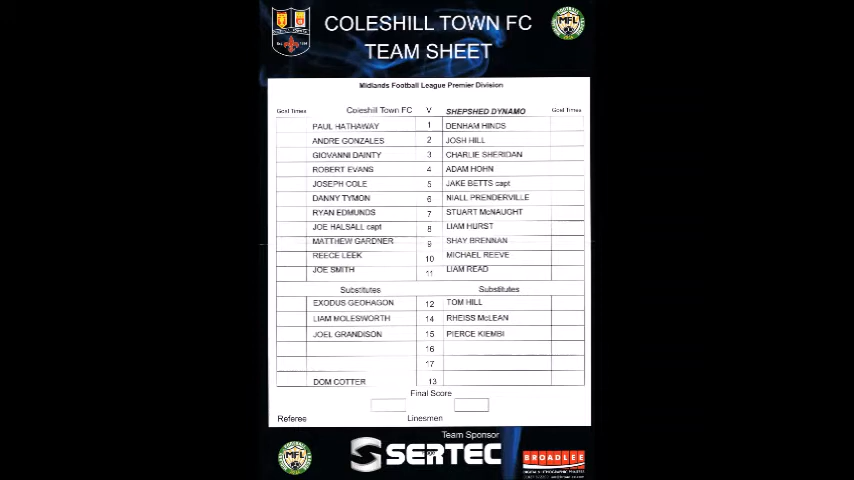 COLESHILL TOWN FC
TEAM SHEET
MFL
Midlands Football League Premier Division
Goal Times Coleshill Town FC V SHEPSHED DYNAMO Goal Times
PAUL HATHAWAY 1 DENHAM HINDS
ANDRE GONZALES 2 JOSH HILL
GIOVANNI DAINTY 3 CHARLIE SHERIDAN
ROBERT EVANS 4 ADAM HOHN
JOSEPH COLE 5 JAKE BETTS capt
DANNY TYMON 6 NIALL PRENDERVILLE
RYAN EDMUNDS 7 STUART McNAUGHT
JOE HALSALL capt 8 LIAM HURST
MATTHEW GARDNER 9 SHAY BRENNAN
REECE LEEK 10 MICHAEL REEVE
JOE SMITH 11 LIAM READ
Substitutes Substitutes
EXODUS GEOHAGON 12 TOM HILL
LIAM MOLESWORTH 14 RHEISS McLEAN
JOEL GRANDISON 15 PIERCE KIEMBI
16
17
DOM COTTER 13
Final Score
Referee Linesmen
Team Sponsor
MFL
SERTEC
BROADLEE
DIGITAL & LITHOGRAPHIC PRINTERS